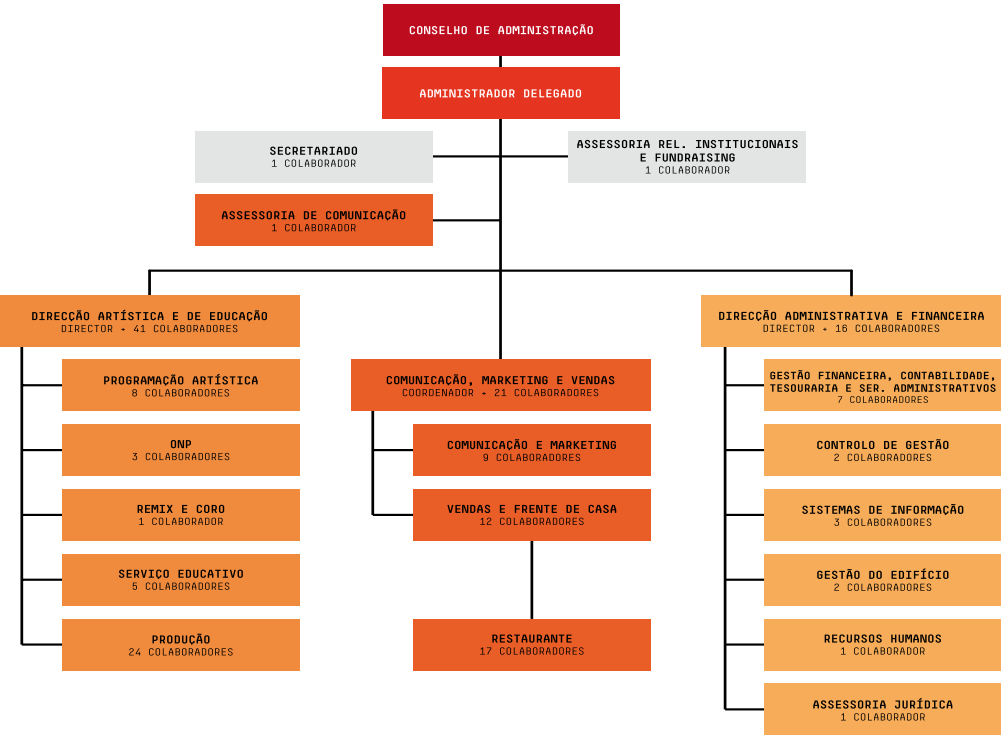 CONSELHO DE ADMINISTRAÇÃO
ADMINISTRADOR DELEGADO
SECRETARIADO
1 COLABORADOR
ASSESSORIA REL. INSTITUCIONAIS
E FUNDRAISING
1 COLABORADOR
ASSESSORIA DE COMUNICAÇÃO
1 COLABORADOR
DIRECÇÃO ARTÍSTICA E DE EDUCAÇÃO
DIRECTOR + 41 COLABORADORES
PROGRAMAÇÃO ARTÍSTICA
8 COLABORADORES
ONP
3 COLABORADORES
REMIX E CORO
1 COLABORADOR
SERVIÇO EDUCATIVO
5 COLABORADORES
PRODUÇÃO
24 COLABORADORES
COMUNICAÇÃO, MARKETING E VENDAS
COORDENADOR + 21 COLABORADORES
COMUNICAÇÃO E MARKETING
9 COLABORADORES
VENDAS E FRENTE DE CASA
12 COLABORADORES
RESTAURANTE
17 COLABORADORES
DIRECÇÃO ADMINISTRATIVA E FINANCEIRA
DIRECTOR + 16 COLABORADORES
GESTÃO FINANCEIRA, CONTABILIDADE,
TESOURARIA E SER. ADMINISTRATIVOS
7 COLABORADORES
CONTROLO DE GESTÃO
2 COLABORADORES
SISTEMAS DE INFORMAÇÃO
3 COLABORADORES
GESTÃO DO EDIFÍCIO
2 COLABORADORES
RECURSOS HUMANOS
1 COLABORADOR
ASSESSORIA JURÍDICA
1 COLABORADOR